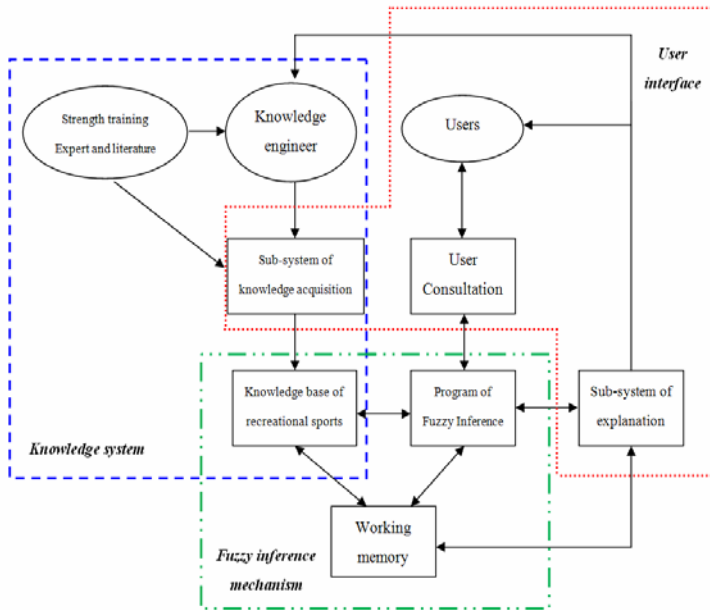 User
interface
Strength training
Expert and literature
Knowledge
engineer
Users
Sub-system of
knowledge acquisition
User
Consultation
Knowledge base of
recreational sports
Program of
Fuzzy Inference
Sub-system of
explanation
Knowledge system
Working
memory
Fuzzy inference
mechanism